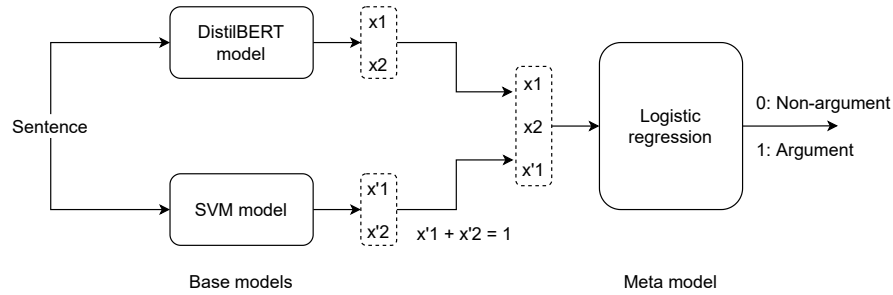 Sentence
DistilBERT
model
x1
x2
SVM model
x'1
x'2
x'1 + x'2 = 1
x1
x2
x'1
Logistic
regression
0: Non-argument
1: Argument
Base models
Meta model